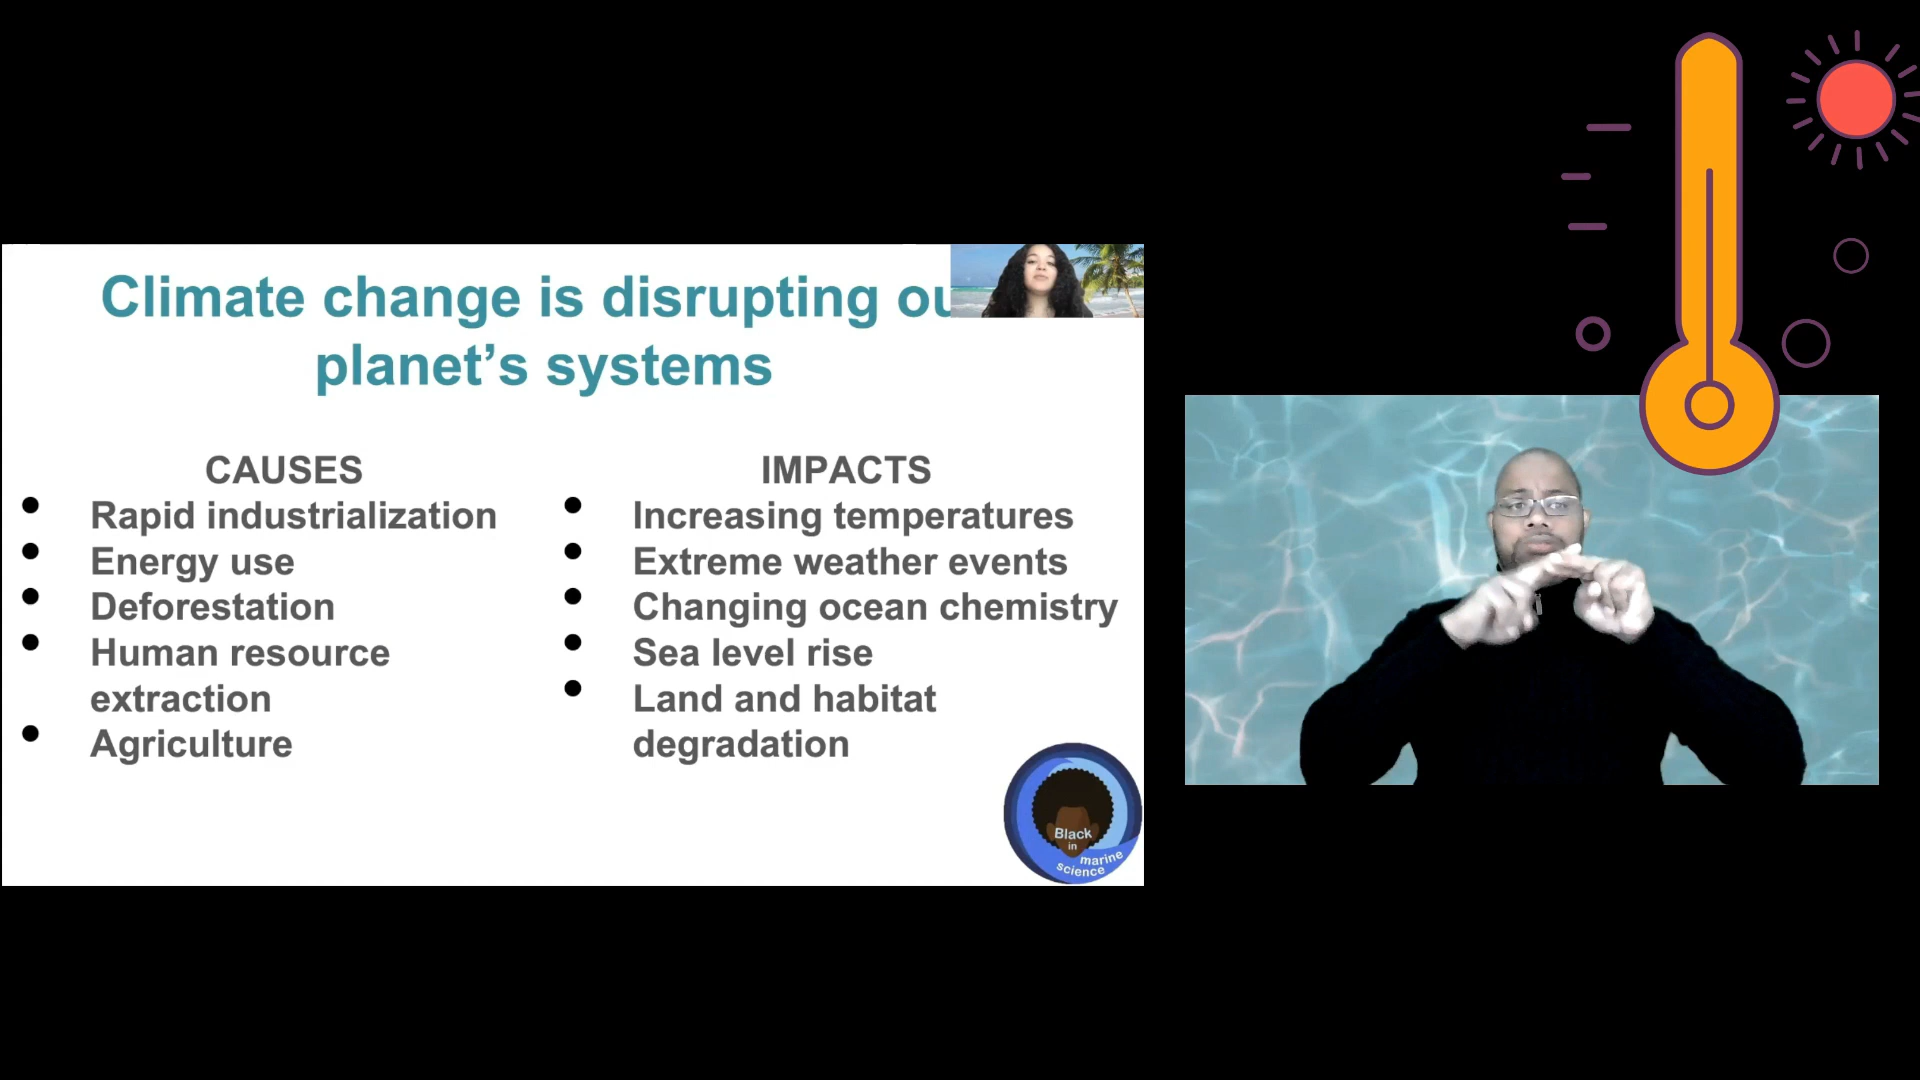 Climate change is disrupting ou
planet's systems
CAUSES
Rapid industrialization
Energy use
Deforestation
Human resource
extraction
Agriculture
IMPACTS
Increasing temperatures
Extreme weather events
Changing ocean chemistry
Sea level rise
Land and habitat
degradation
Black
in
marine
science